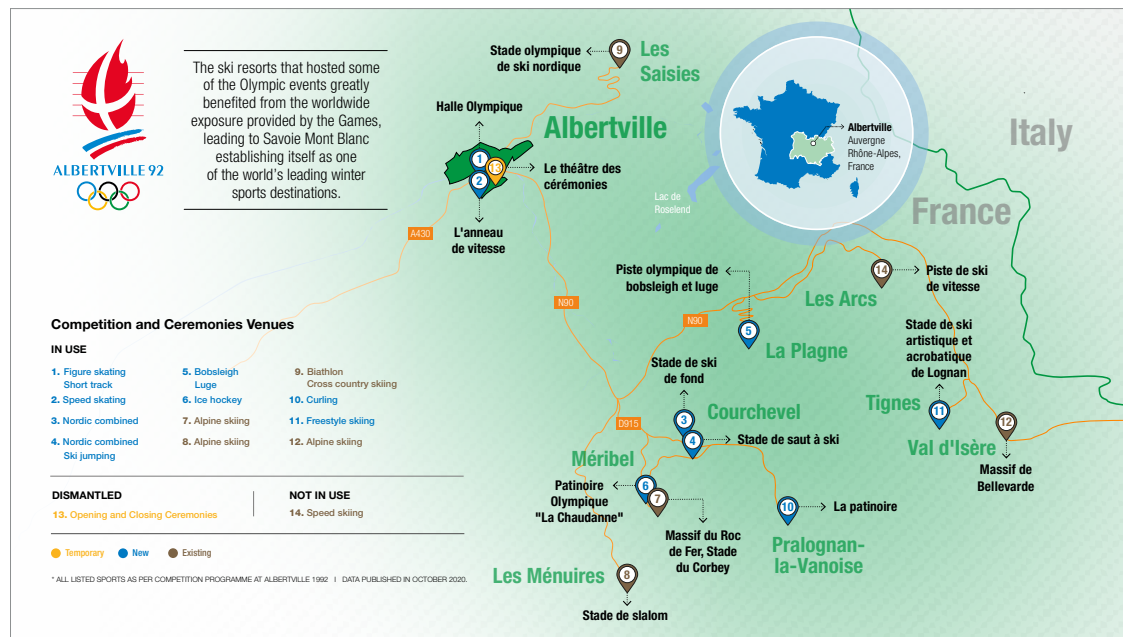 ALBERTVILLE 92
The ski resorts that hosted some
of the Olympic events greatly
benefited from the worldwide
exposure provided by the Games,
leading to Savoie Mont Blanc
establishing itself as one
of the world's leading winter
sports destinations.
Stade olympique
de ski nordique
9
Les
Saisies
Halle Olympique
Albertville
1
13
2
Le théâtre des
cérémonies
L'anneau
de vitesse
A430
N90
Lac de
Roselend
Albertville
Auvergne
Rhône-Alpes,
France
Italy
France
Piste olympique de
bobsleigh et luge
14
Piste de ski
de vitesse
Les Arcs
N90
5
La Plagne
Stade de ski
artistique et
acrobatique
de Lognan
Stade de ski
de fond
Courchevel
3
4
Stade de saut à ski
D915
Tignes
11
12
Val d'Isère
Massif de
Bellevarde
Méribel
Patinoire
Olympique
"La Chaudanne"
6
7
Massif du Roc
de Fer, Stade
du Corbey
10
La patinoire
Pralognan-
la-Vanoise
Les Ménuires
8
Stade de slalom
Competition and Ceremonies Venues
IN USE
1. Figure skating
Short track
2. Speed skating
3. Nordic combined
4. Nordic combined
Ski jumping
5. Bobsleigh
Luge
6. Ice hockey
7. Alpine skiing
8. Alpine skiing
9. Biathlon
Cross country skiing
10. Curling
11. Freestyle skiing
12. Alpine skiing
DISMANTLED
13. Opening and Closing Ceremonies
NOT IN USE
14. Speed skiing
Temporary
New
Existing
* ALL LISTED SPORTS AS PER COMPETITION PROGRAMME AT ALBERTVILLE 1992 I DATA PUBLISHED IN OCTOBER 2020.